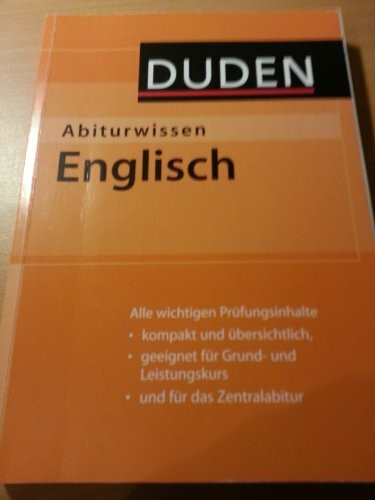 DUDEN
Abiturwissen
Englisch
Alle wichtigen Prüfungsinhalte
• kompakt und übersichtlich,
• geeignet für Grund- und
Leistungskurs
• und für das Zentralabitur